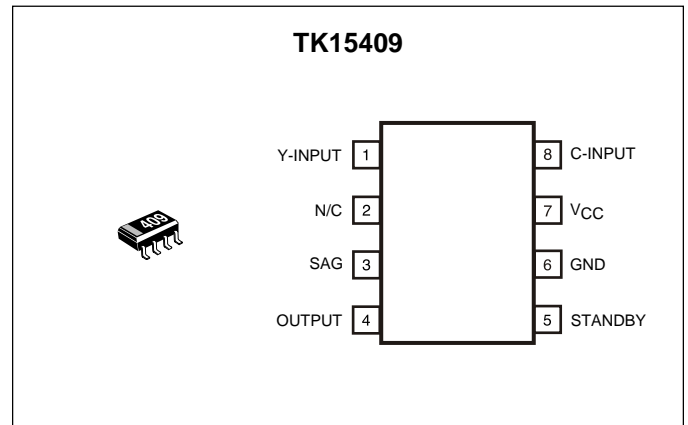 TK15409
409
Y-INPUT 1
8 C-INPUT
N/C 2
7 VCC
SAG 3
6 GND
OUTPUT 4
5 STANDBY